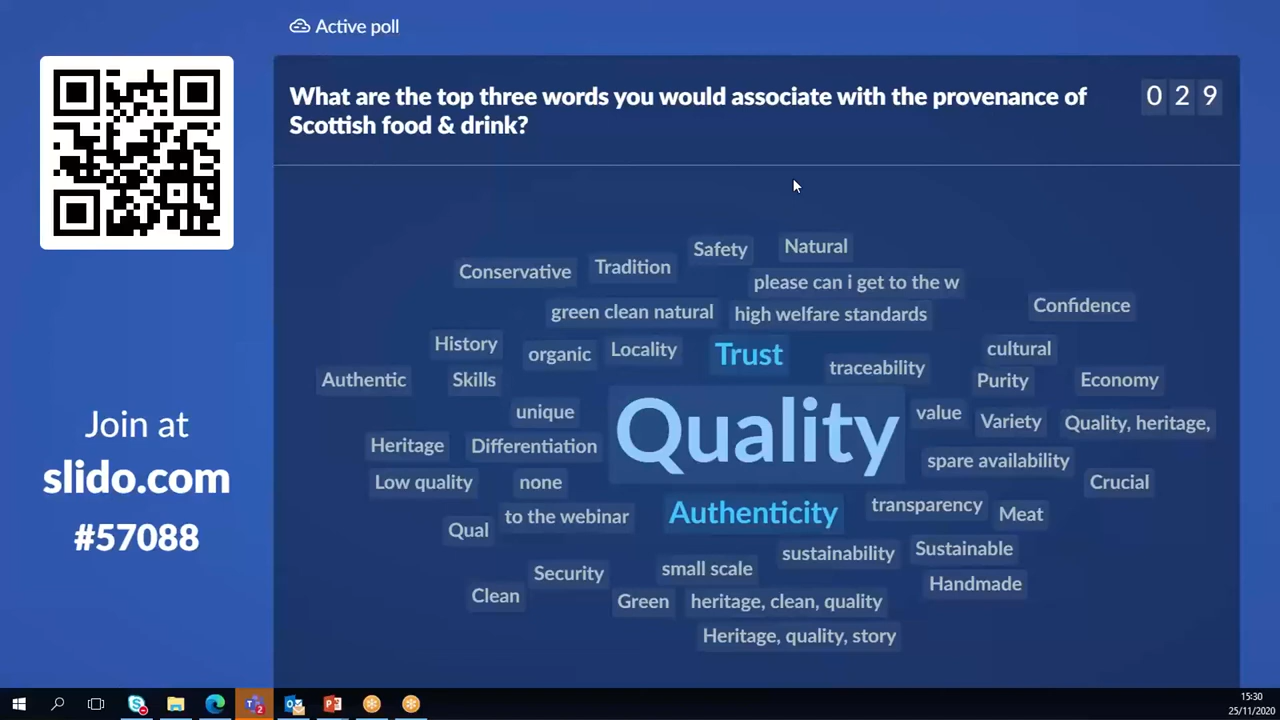 Active poll
What are the top three words you would associate with the provenance of
Scottish food & drink?
0 2 9
Join at
slido.com
#57088
Safety
Natural
Conservative
Tradition
please can i get to the w
Confidence
green clean natural
high welfare standards
History
organic
Locality
Trust
cultural
Authentic
Skills
traceability
Purity
Economy
unique
Quality
value
Variety
Quality, heritage,
Heritage
Differentiation
spare availability
Low quality
none
Crucial
Qual
to the webinar
Authenticity
transparency
Meat
sustainability
Sustainable
Security
small scale
Handmade
Clean
Green
heritage, clean, quality
Heritage, quality, story
15:30
25/11/2020